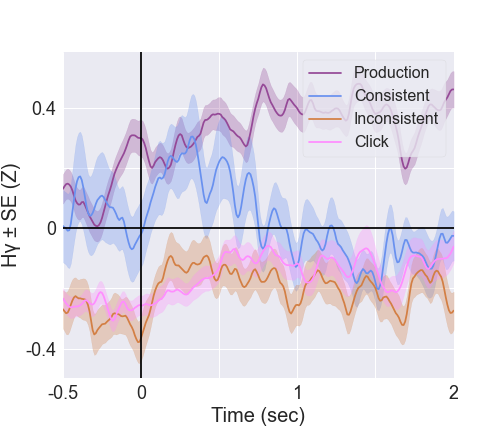 Production
Consistent
Inconsistent
Click
0.4
0
-0.4
Hγ ± SE (Z)
-0.5 0 1 2
Time (sec)